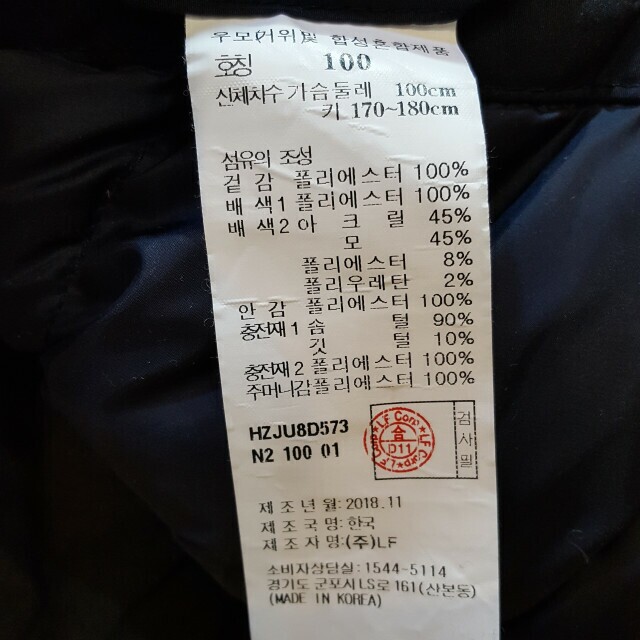 우모(거위)및 합성혼합제품
호칭 100
신체치수 가슴둘레 100cm
키 170~180cm
섬유의 조성
겉 감 폴리에스터 100%
배 색1 폴리에스터 100%
배 색2 아 크 릴 45%
모 45%
폴리에스터 8%
폴리우레탄 2%
안 감 폴리에스터 100%
충전재 1 솜 털 90%
깃 털 10%
충전재 2 폴리에스터 100%
주머니감 폴리에스터 100%
HZJU8D573
N2 100 01
LF Corp★LF Corp★
合
D11
검사필
제 조 년 월: 2018.11
제 조 국 명: 한국
제 조 자 명:(주)LF
소비자상담실: 1544-5114
경기도 군포시 LS로 161(산본동)
(MADE IN KOREA)